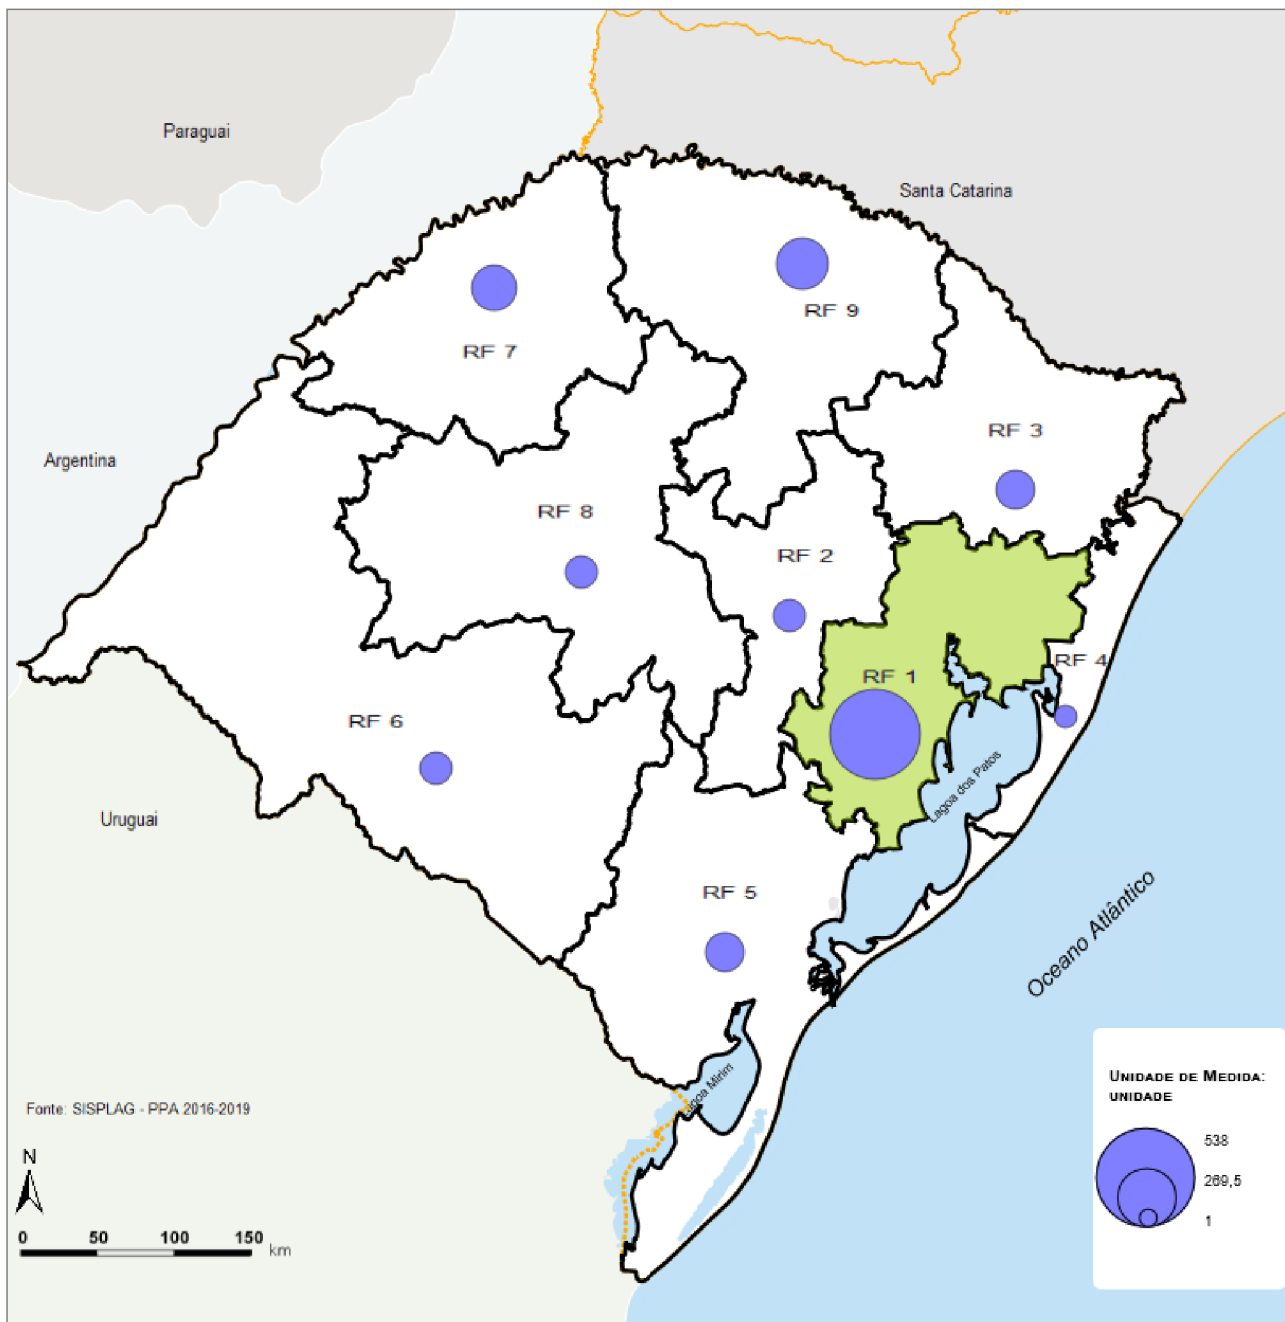 Paraguai
Santa Catarina
RF 9
RF 7
RF 3
Argentina
RF 8
RF 2
RF 4
RF 1
RF 6
Lagoa dos Patos
Uruguai
RF 5
Oceano Atlântico
Lagoa Mirim
Fonte: SISPLAG - PPA 2016-2019
N
0 50 100 150
km
UNIDADE DE MEDIDA:
UNIDADE
538
269,5
1